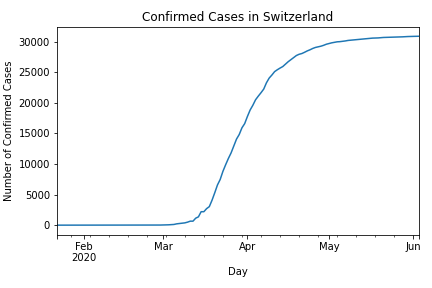 Confirmed Cases in Switzerland
30000
25000
20000
15000
10000
5000
0
Number of Confirmed Cases
Feb
2020
Mar
Apr
May
Jun
Day